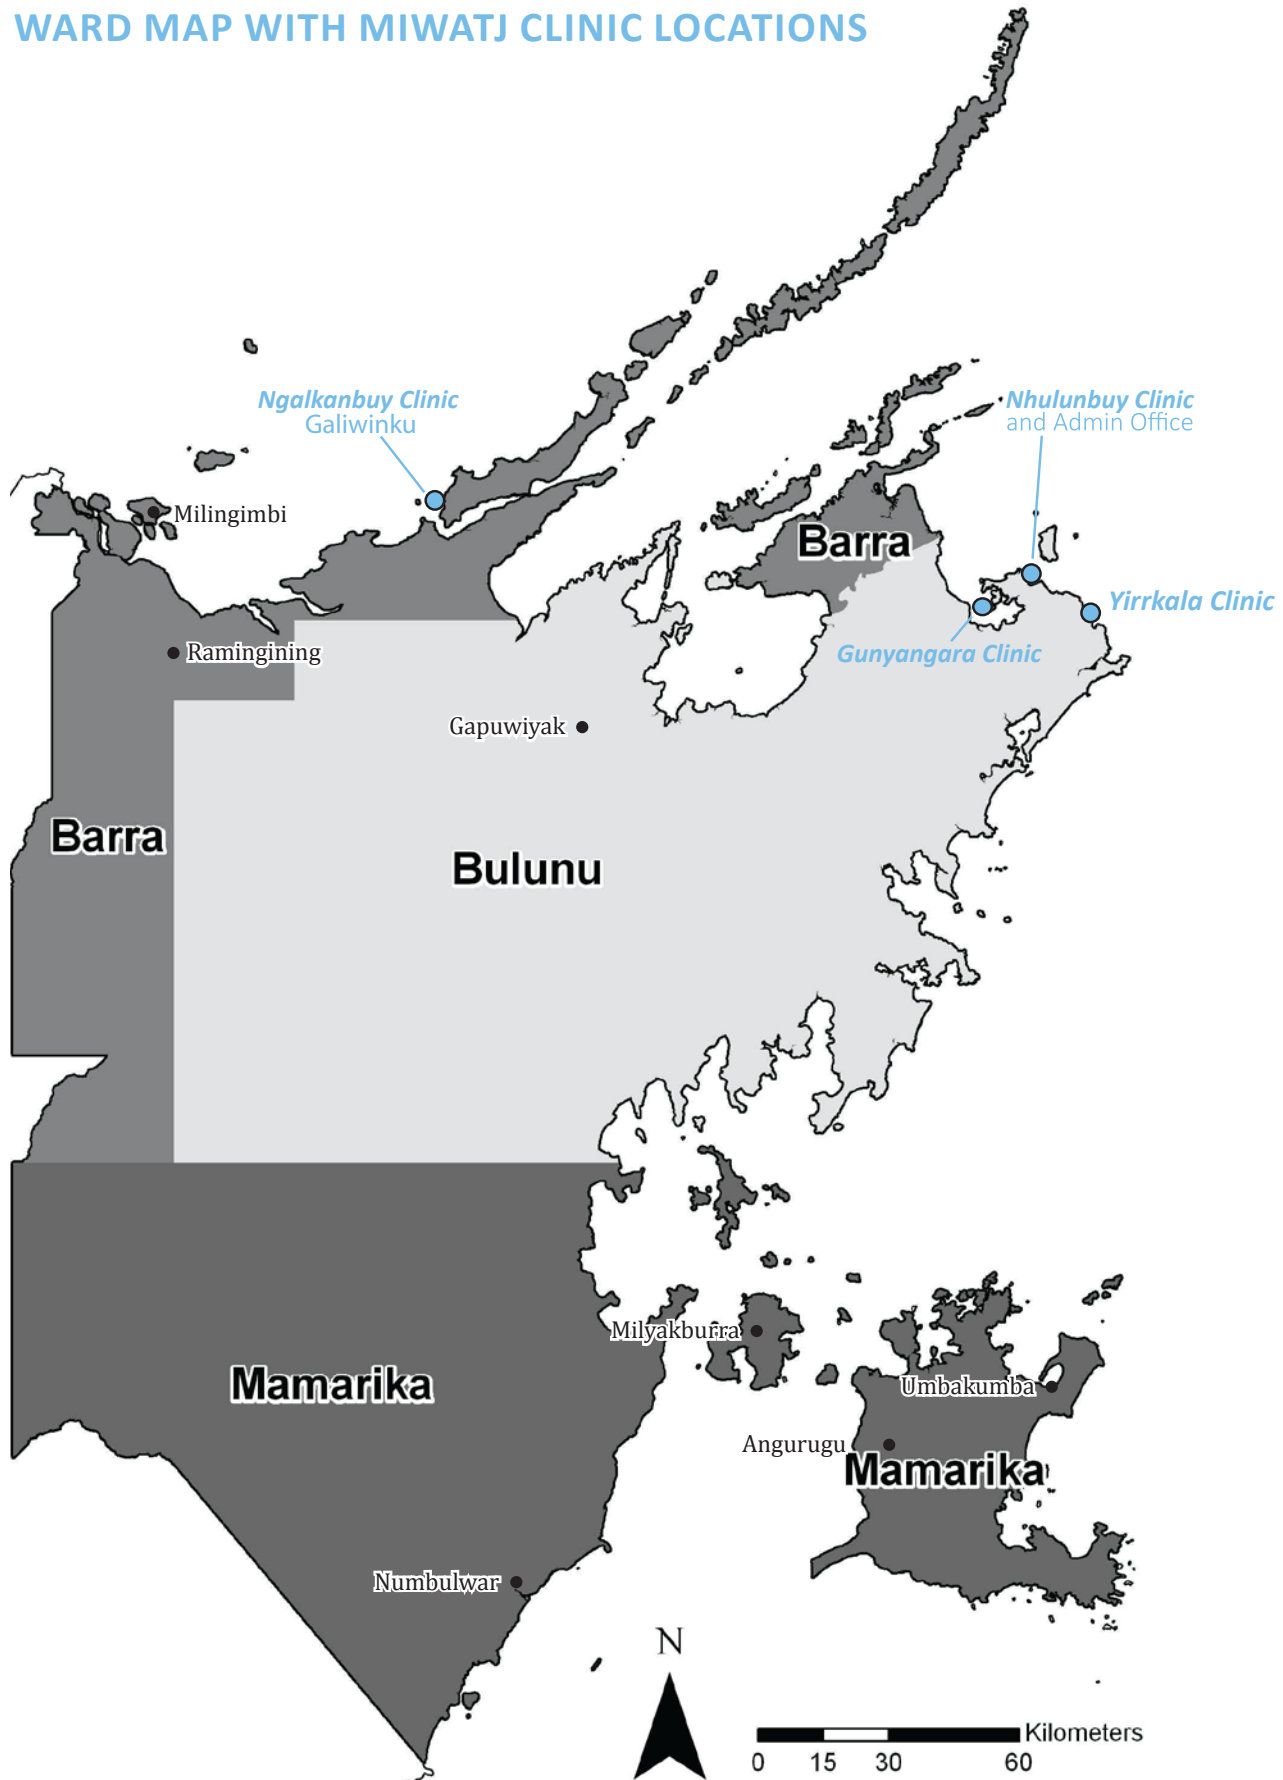 WARD MAP WITH MIWATJ CLINIC LOCATIONS
Ngalkanbuy Clinic
Galiwinku
Nhulunbuy Clinic
and Admin Office
Milingimbi
Barra
Yirrkala Clinic
Ramingining
Gunyangara Clinic
Gapuwiyak
Barra
Bulunu
Milyakburra
Mamarika
Umbakumba
Angurugu
Mamarika
Numbulwar
N
Kilometers
0 15 30 60